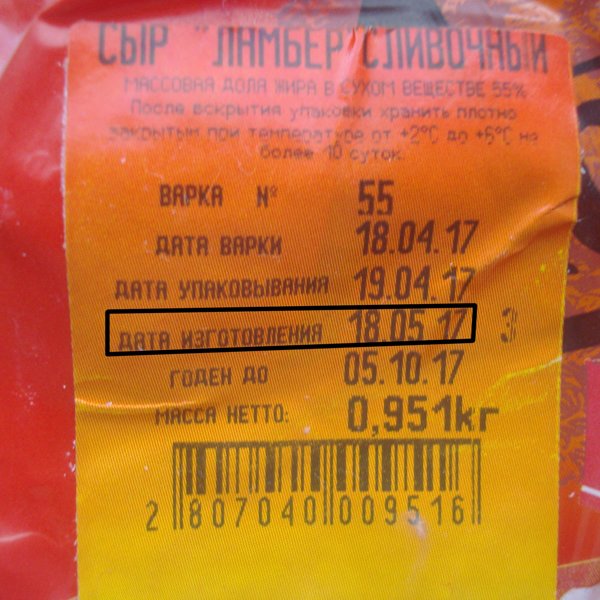 СЫР "ЛАМБЕР" СЛИВОЧНЫЙ
МАССОВАЯ ДОЛЯ ЖИРА В СУХОМ ВЕЩЕСТВЕ 55%
После вскрытия упаковки хранить плотно
закрытым при температуре от +2°С до +6°С не
более 10 суток.
ВАРКА № 55
ДАТА ВАРКИ 18.04.17
ДАТА УПАКОВЫВАНИЯ 19.04.17
ДАТА ИЗГОТОВЛЕНИЯ 18.05.17 3
ГОДЕН ДО 05.10.17
МАССА НЕТТО: 0,951кг
2 807040 009516